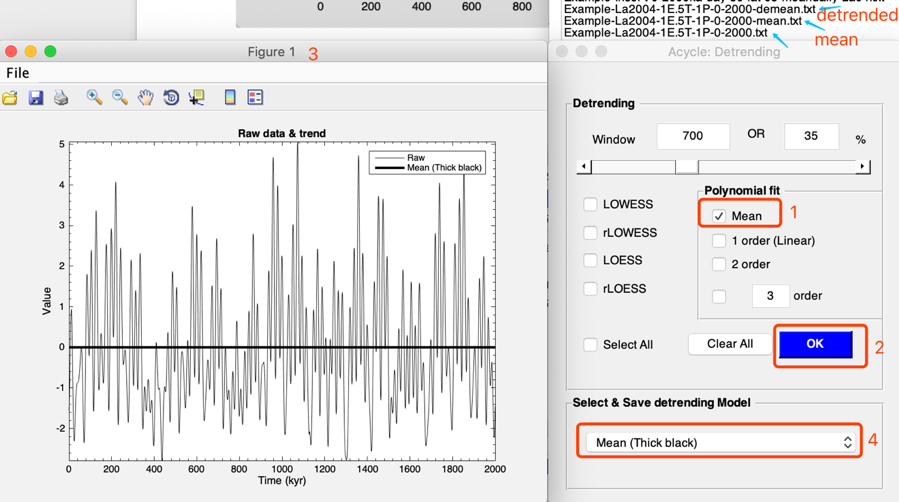 0 200 400 600 800
Example-La2004-1E.5T-1P-0-2000-demean.txt
detrended
Example-La2004-1E.5T-1P-0-2000-mean.txt
mean
Example-La2004-1E.5T-1P-0-2000.txt
Figure 1
3
Acycle: Detrending
File
Raw data & trend
Raw
Mean (Thick black)
5
4
3
2
1
0
-1
-2
Value
0 200 400 600 800 1000 1200 1400 1600 1800 2000
Time (kyr)
Detrending
Window 700 OR 35 %
LOWESS
rLOWESS
LOESS
rLOESS
Polynomial fit
Mean
1
1 order (Linear)
2 order
3 order
Select All
Clear All
OK
2
Select & Save detrending Model
Mean (Thick black)
4